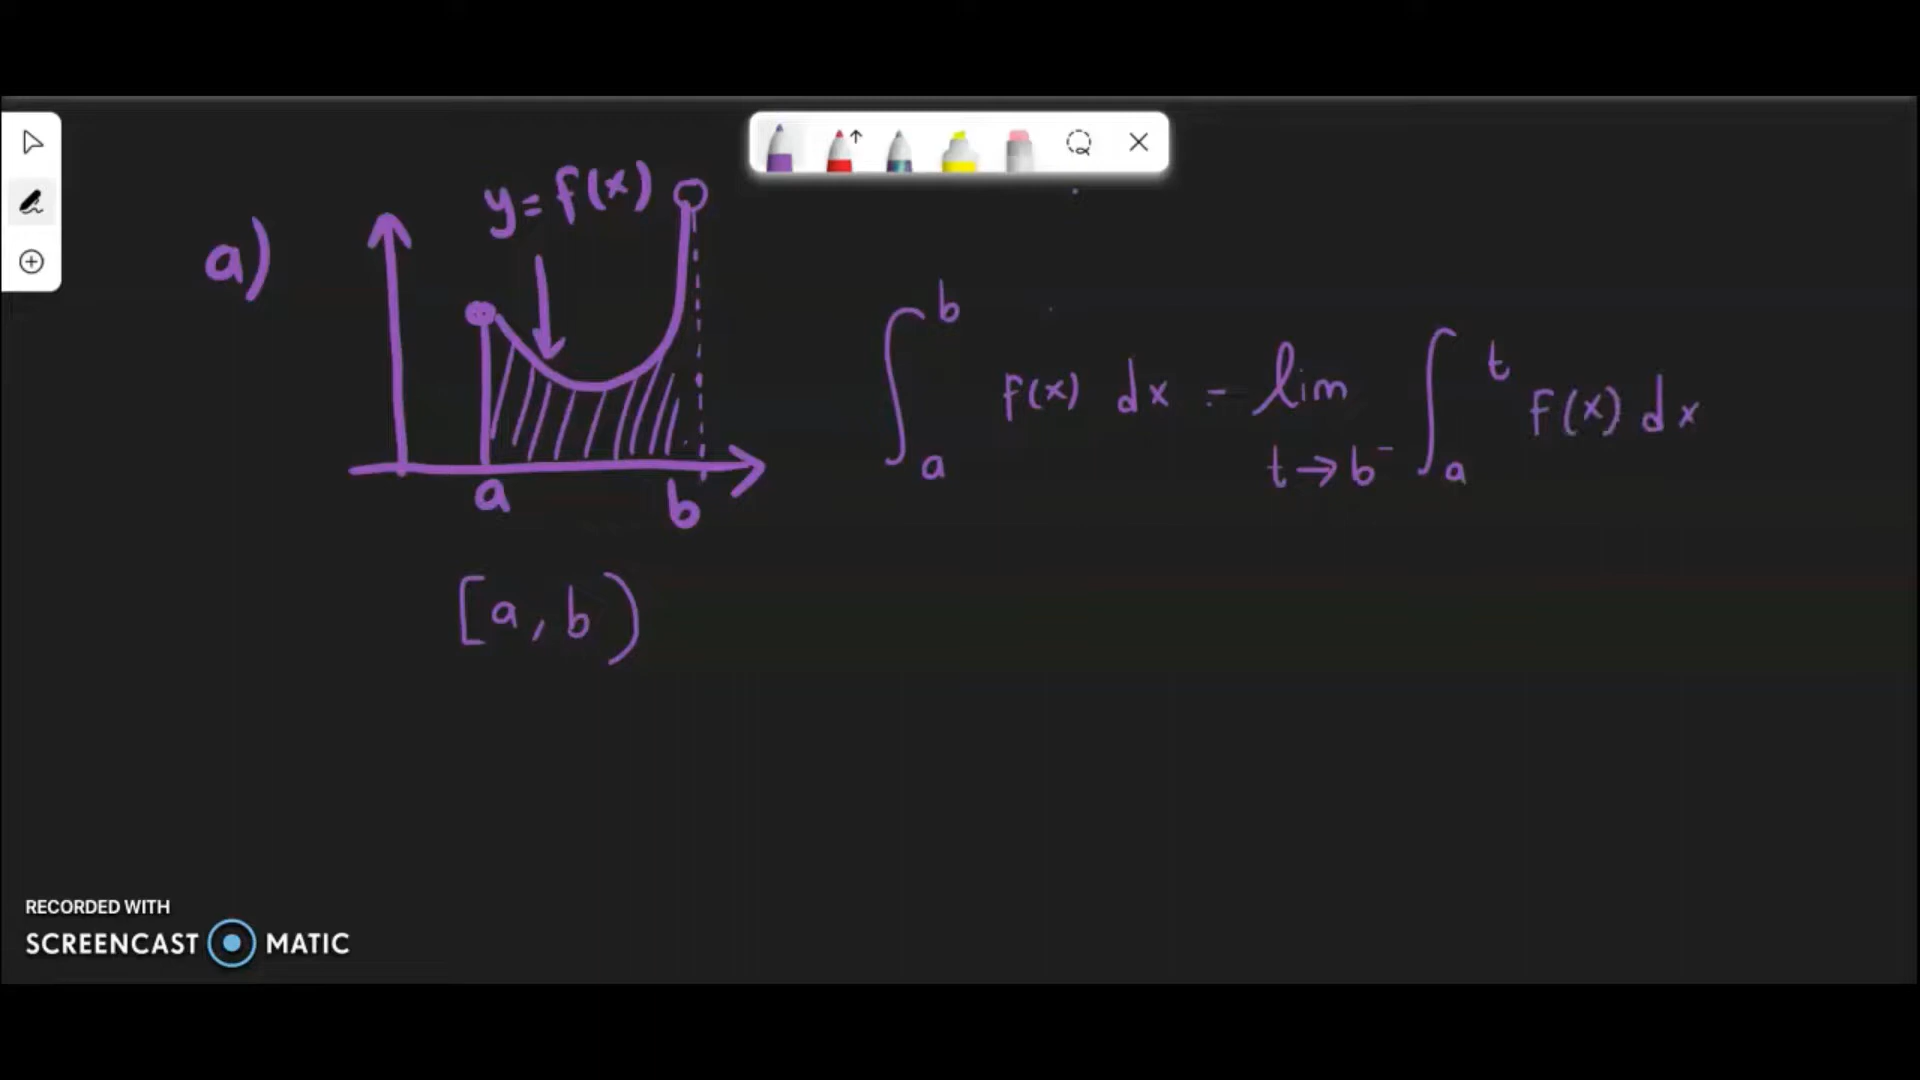 a)
y = f(x)
a b
[a, b)
∫_a^b f(x) dx = lim_{t→b⁻} ∫_a^t f(x) dx
RECORDED WITH
SCREENCAST MATIC